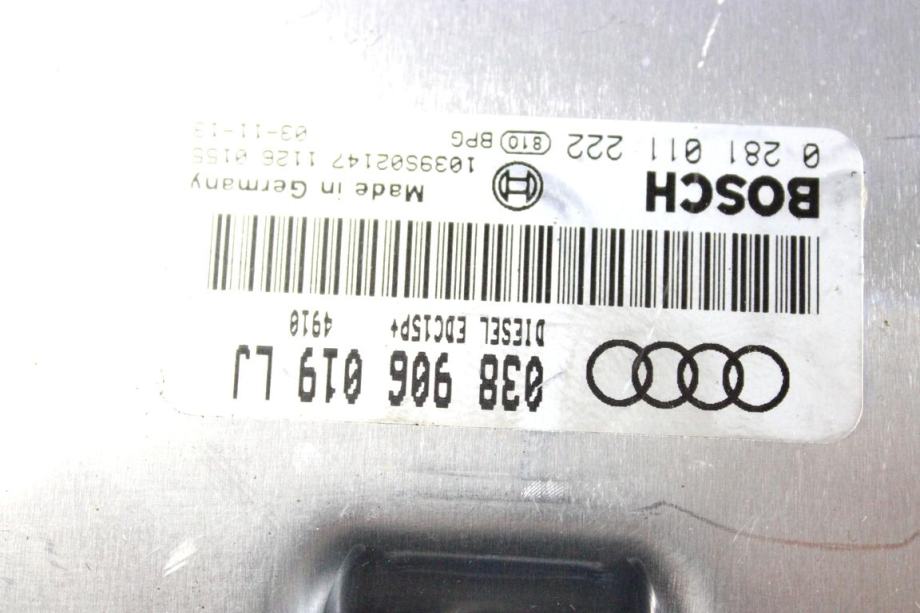 038 906 019 LJ
DIESEL EDC15P+ 4910
BOSCH Made in Germany
1039S02147 1126 0155
0 281 011 222 810 BPG 03-11-13